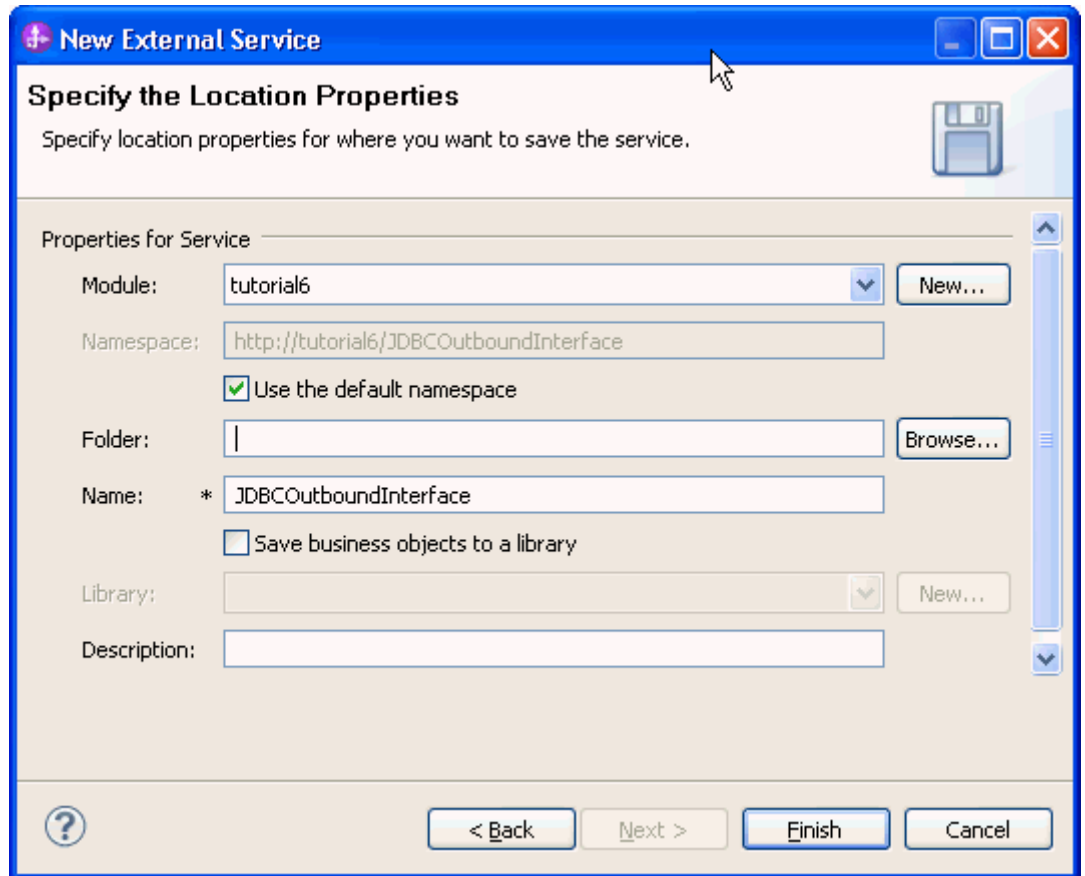 New External Service
Specify the Location Properties
Specify location properties for where you want to save the service.
Properties for Service
Module: tutorial6 New...
Namespace: http://tutorial6/JDBCOutboundInterface
Use the default namespace
Folder: Browse...
Name: * JDBCOutboundInterface
Save business objects to a library
Library: New...
Description:
? < Back Next > Finish Cancel